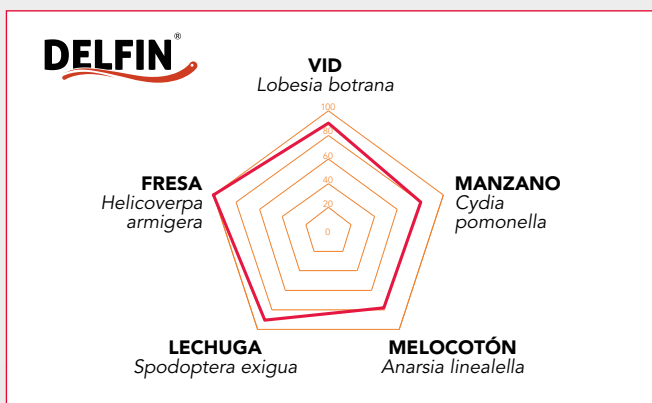 DELFIN®
VID
Lobesia botrana
100
80
60
40
20
0
FRESA
Helicoverpa
armigera
MANZANO
Cydia
pomonella
LECHUGA
Spodoptera exigua
MELOCOTÓN
Anarsia linealella